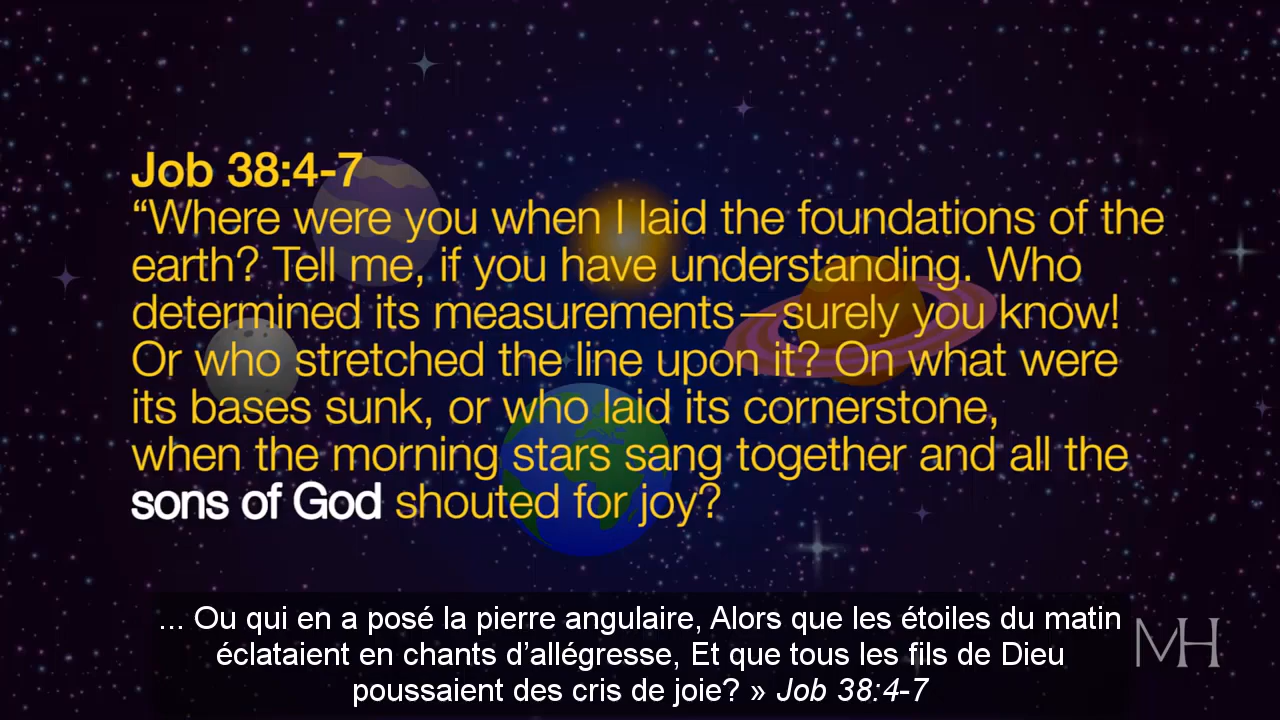 Job 38:4-7
“Where were you when I laid the foundations of the
earth? Tell me, if you have understanding. Who
determined its measurements—surely you know!
Or who stretched the line upon it? On what were
its bases sunk, or who laid its cornerstone,
when the morning stars sang together and all the
sons of God shouted for joy?
... Ou qui en a posé la pierre angulaire, Alors que les étoiles du matin
éclataient en chants d’allégresse, Et que tous les fils de Dieu
poussaient des cris de joie? » Job 38:4-7
MH